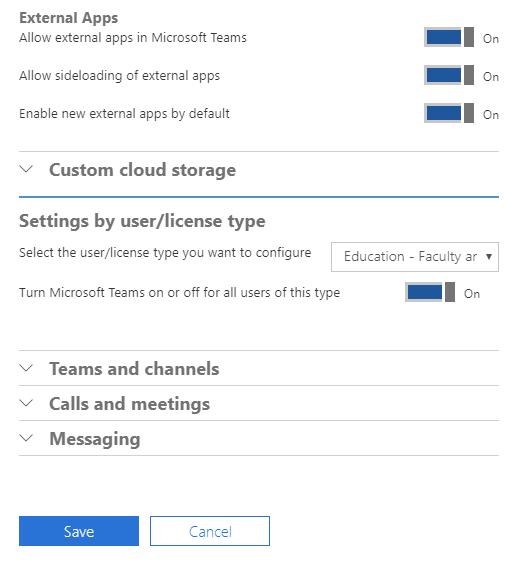 External Apps
Allow external apps in Microsoft Teams On
Allow sideloading of external apps On
Enable new external apps by default On
Custom cloud storage
Settings by user/license type
Select the user/license type you want to configure Education - Faculty ar
Turn Microsoft Teams on or off for all users of this type On
Teams and channels
Calls and meetings
Messaging
Save Cancel